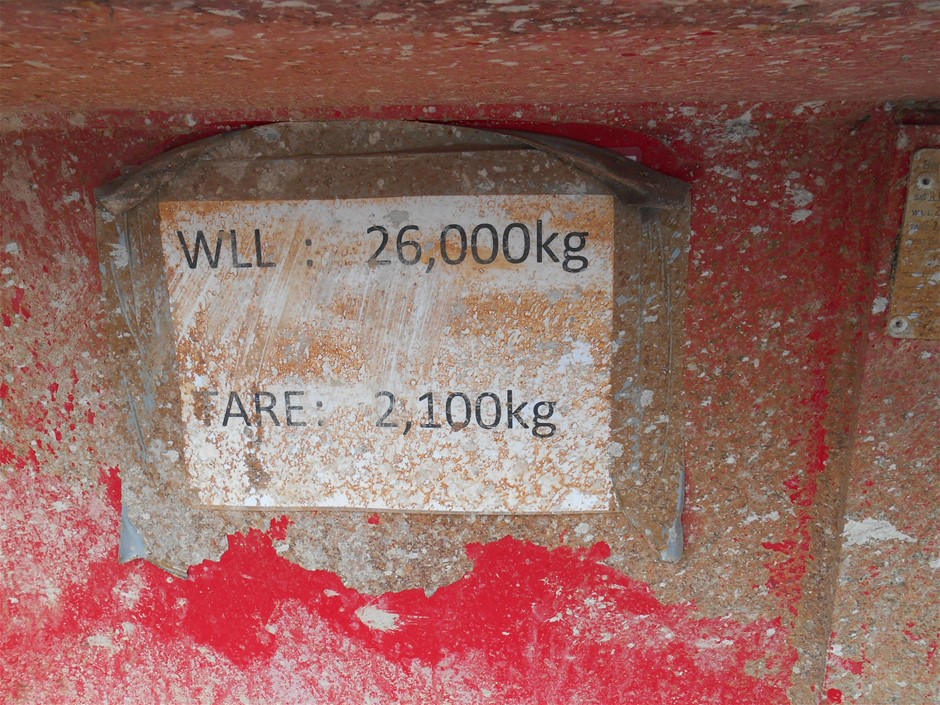 WLL : 26,000kg
TARE: 2,100kg